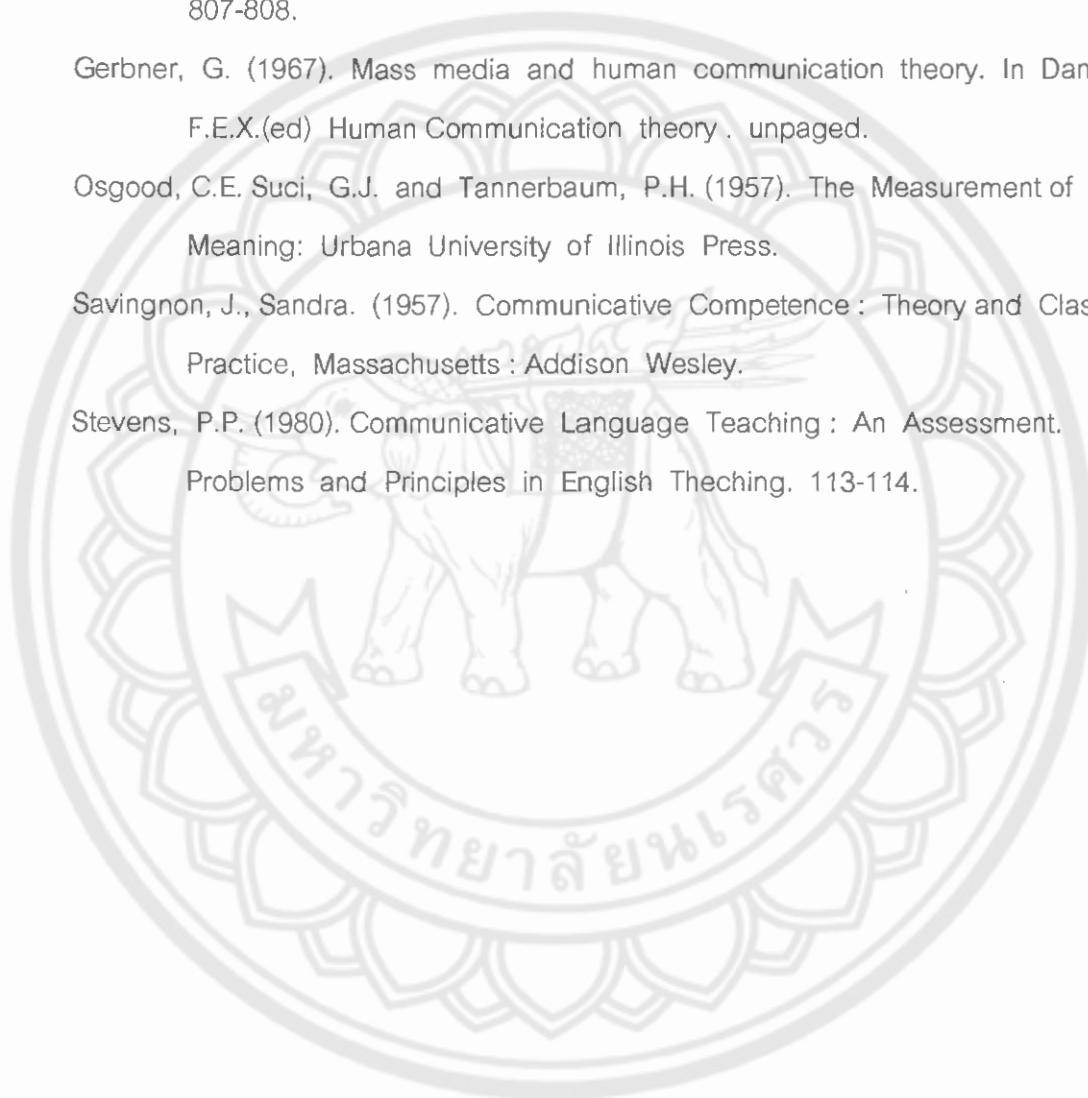 807-808.
Gerbner, G. (1967). Mass media and human communication theory. In Dan
F.E.X.(ed) Human Communication theory . unpaged.
Osgood, C.E. Suci, G.J. and Tannerbaum, P.H. (1957). The Measurement of
Meaning: Urbana University of Illinois Press.
Savingnon, J., Sandra. (1957). Communicative Competence : Theory and Clas
Practice, Massachusetts : Addison Wesley.
Stevens, P.P. (1980). Communicative Language Teaching : An Assessment.
Problems and Principles in English Theching. 113-114.
มหาวิทยาลัยนเรศวร